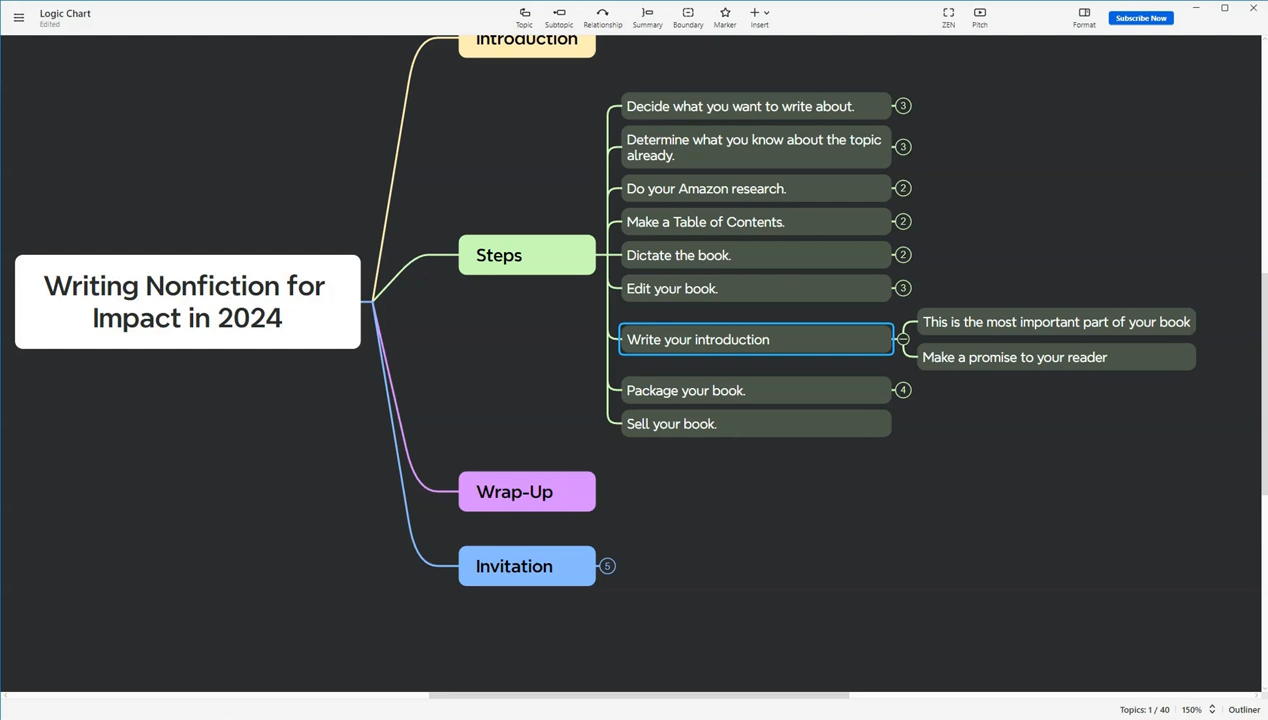 Logic Chart
Edited
Topic
Subtopic
Relationship
Summary
Boundary
Marker
Insert
ZEN
Pitch
Format
Subscribe Now
Introduction
Decide what you want to write about.
3
Determine what you know about the topic
already.
3
Do your Amazon research.
2
Make a Table of Contents.
2
Steps
Dictate the book.
2
Edit your book.
3
Writing Nonfiction for
Impact in 2024
Write your introduction
This is the most important part of your book
Make a promise to your reader
Package your book.
4
Sell your book.
Wrap-Up
Invitation
5
Topics: 1 / 40
150%
Outliner